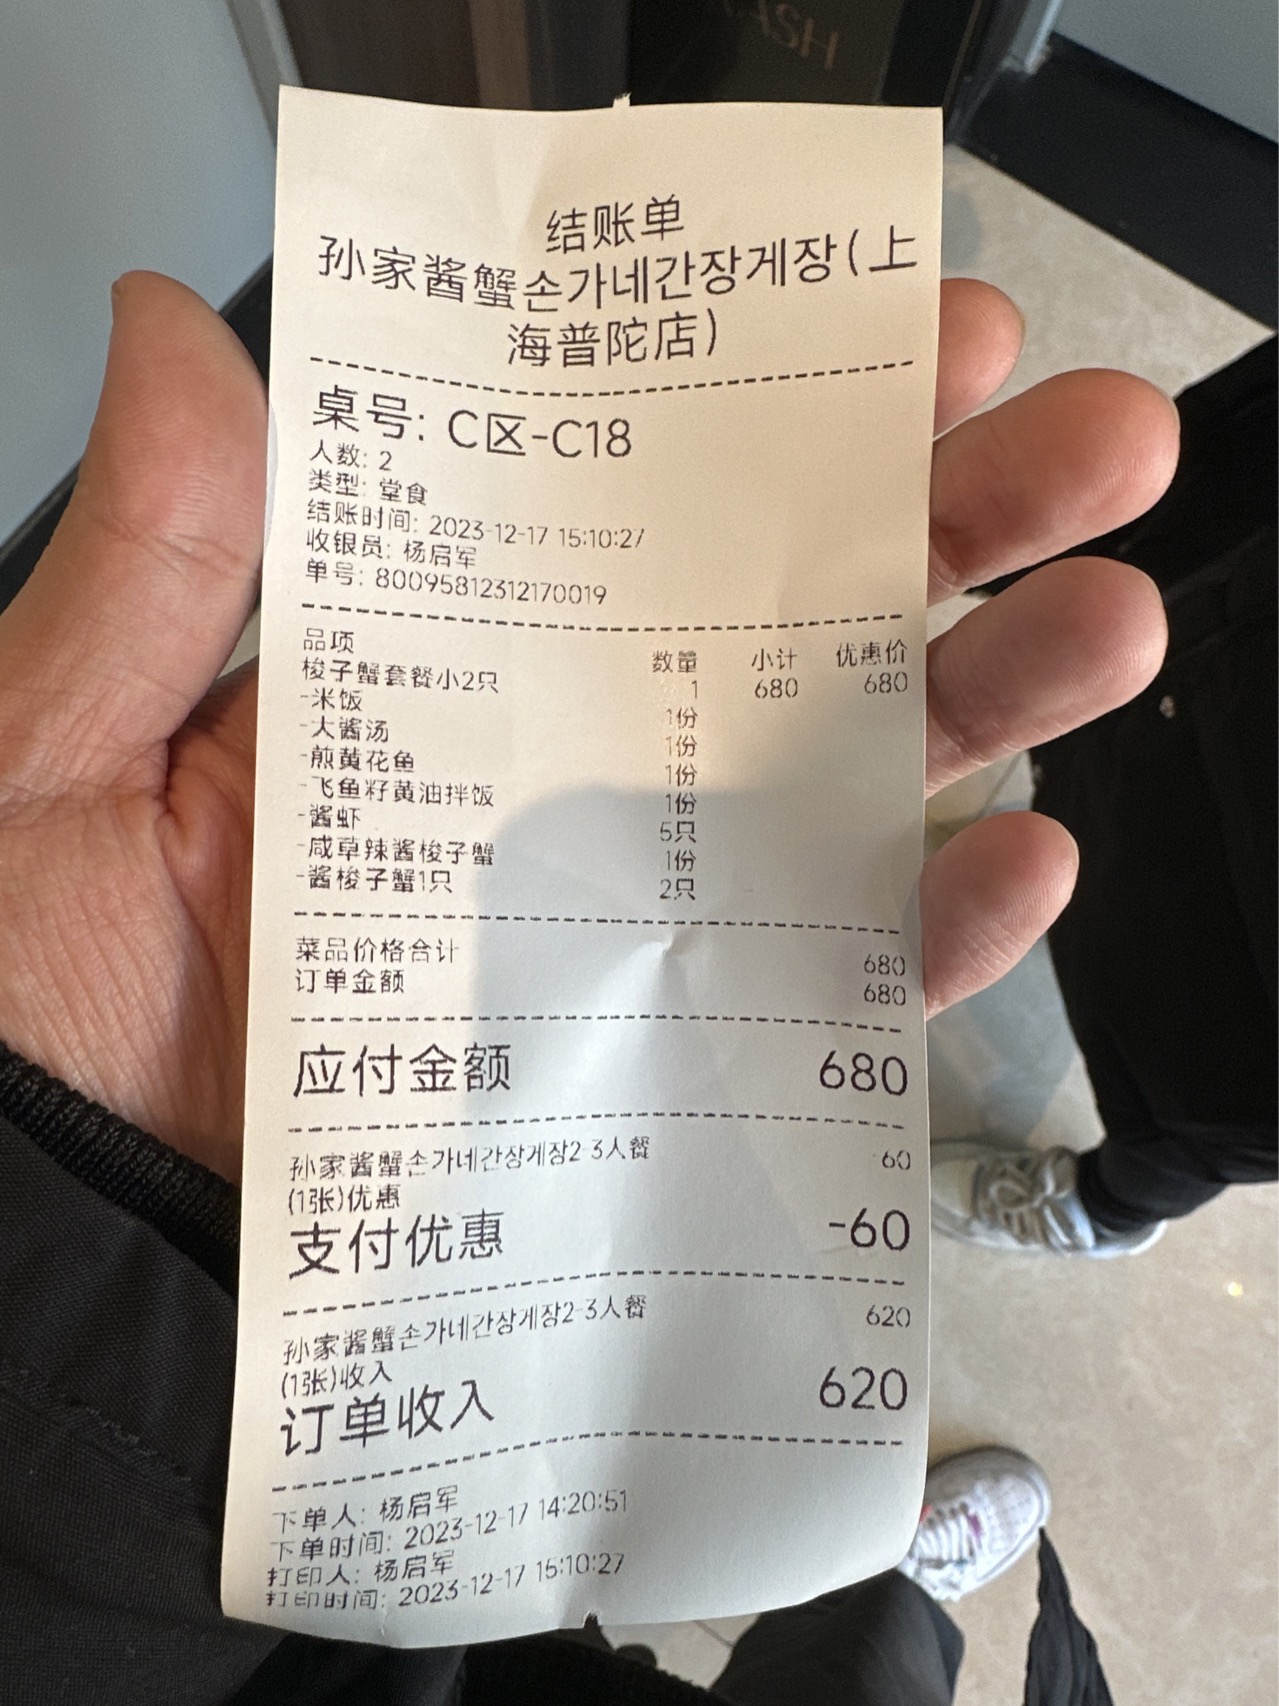 结账单
孙家酱蟹손가네간장게장(上
海普陀店)
桌号: C区-C18
人数: 2
类型: 堂食
结账时间: 2023-12-17 15:10:27
收银员: 杨启军
单号: 80095812312170019
品项 数量 小计 优惠价
梭子蟹套餐小2只 1 680 680
-米饭 1份
-大酱汤 1份
-煎黄花鱼 1份
-飞鱼籽黄油拌饭 1份
-酱虾 5只
-咸草辣酱梭子蟹 1份
-酱梭子蟹1只 2只
菜品价格合计 680
订单金额 680
应付金额 680
孙家酱蟹손가네간장게장2-3人餐 -60
(1张)优惠
支付优惠 -60
孙家酱蟹손가네간장게장2-3人餐 620
(1张)收入
订单收入 620
下单人: 杨启军
下单时间: 2023-12-17 14:20:51
打印人: 杨启军
打印时间: 2023-12-17 15:10:27